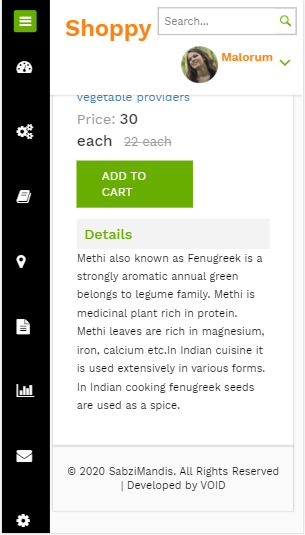 Shoppy
Search...
Malorum
vegetable providers
Price: 30
each 22 each
ADD TO
CART
Details
Methi also known as Fenugreek is a
strongly aromatic annual green
belongs to legume family. Methi is
medicinal plant rich in protein.
Methi leaves are rich in magnesium,
iron, calcium etc.In Indian cuisine it
is used extensively in various forms.
In Indian cooking fenugreek seeds
are used as a spice.
© 2020 SabziMandis. All Rights Reserved
| Developed by VOID